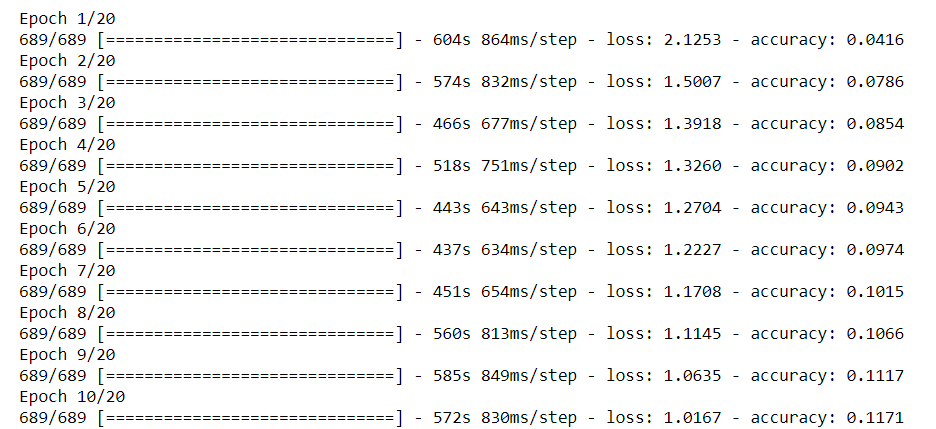 Epoch 1/20
689/689 [==============================] - 604s 864ms/step - loss: 2.1253 - accuracy: 0.0416
Epoch 2/20
689/689 [==============================] - 574s 832ms/step - loss: 1.5007 - accuracy: 0.0786
Epoch 3/20
689/689 [==============================] - 466s 677ms/step - loss: 1.3918 - accuracy: 0.0854
Epoch 4/20
689/689 [==============================] - 518s 751ms/step - loss: 1.3260 - accuracy: 0.0902
Epoch 5/20
689/689 [==============================] - 443s 643ms/step - loss: 1.2704 - accuracy: 0.0943
Epoch 6/20
689/689 [==============================] - 437s 634ms/step - loss: 1.2227 - accuracy: 0.0974
Epoch 7/20
689/689 [==============================] - 451s 654ms/step - loss: 1.1708 - accuracy: 0.1015
Epoch 8/20
689/689 [==============================] - 560s 813ms/step - loss: 1.1145 - accuracy: 0.1066
Epoch 9/20
689/689 [==============================] - 585s 849ms/step - loss: 1.0635 - accuracy: 0.1117
Epoch 10/20
689/689 [==============================] - 572s 830ms/step - loss: 1.0167 - accuracy: 0.1171